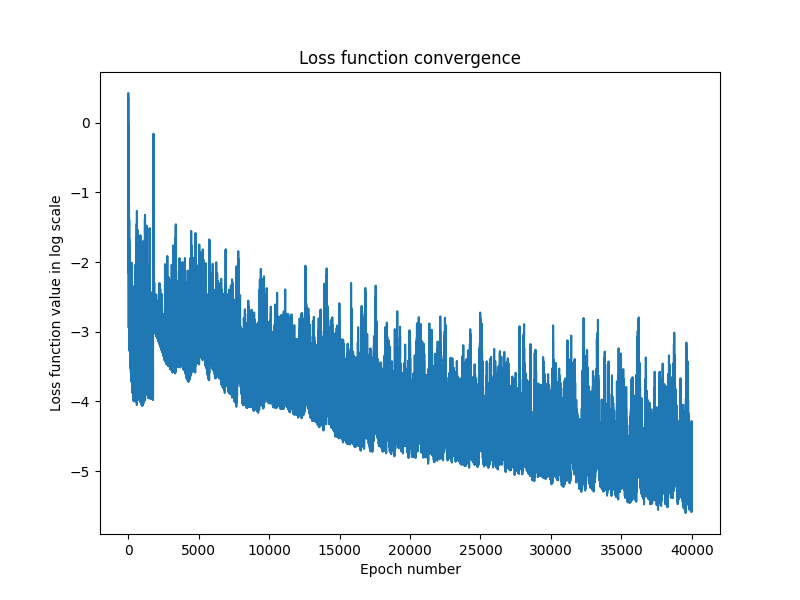 Loss function convergence
Loss function value in log scale
0
−1
−2
−3
−4
−5
0 5000 10000 15000 20000 25000 30000 35000 40000
Epoch number